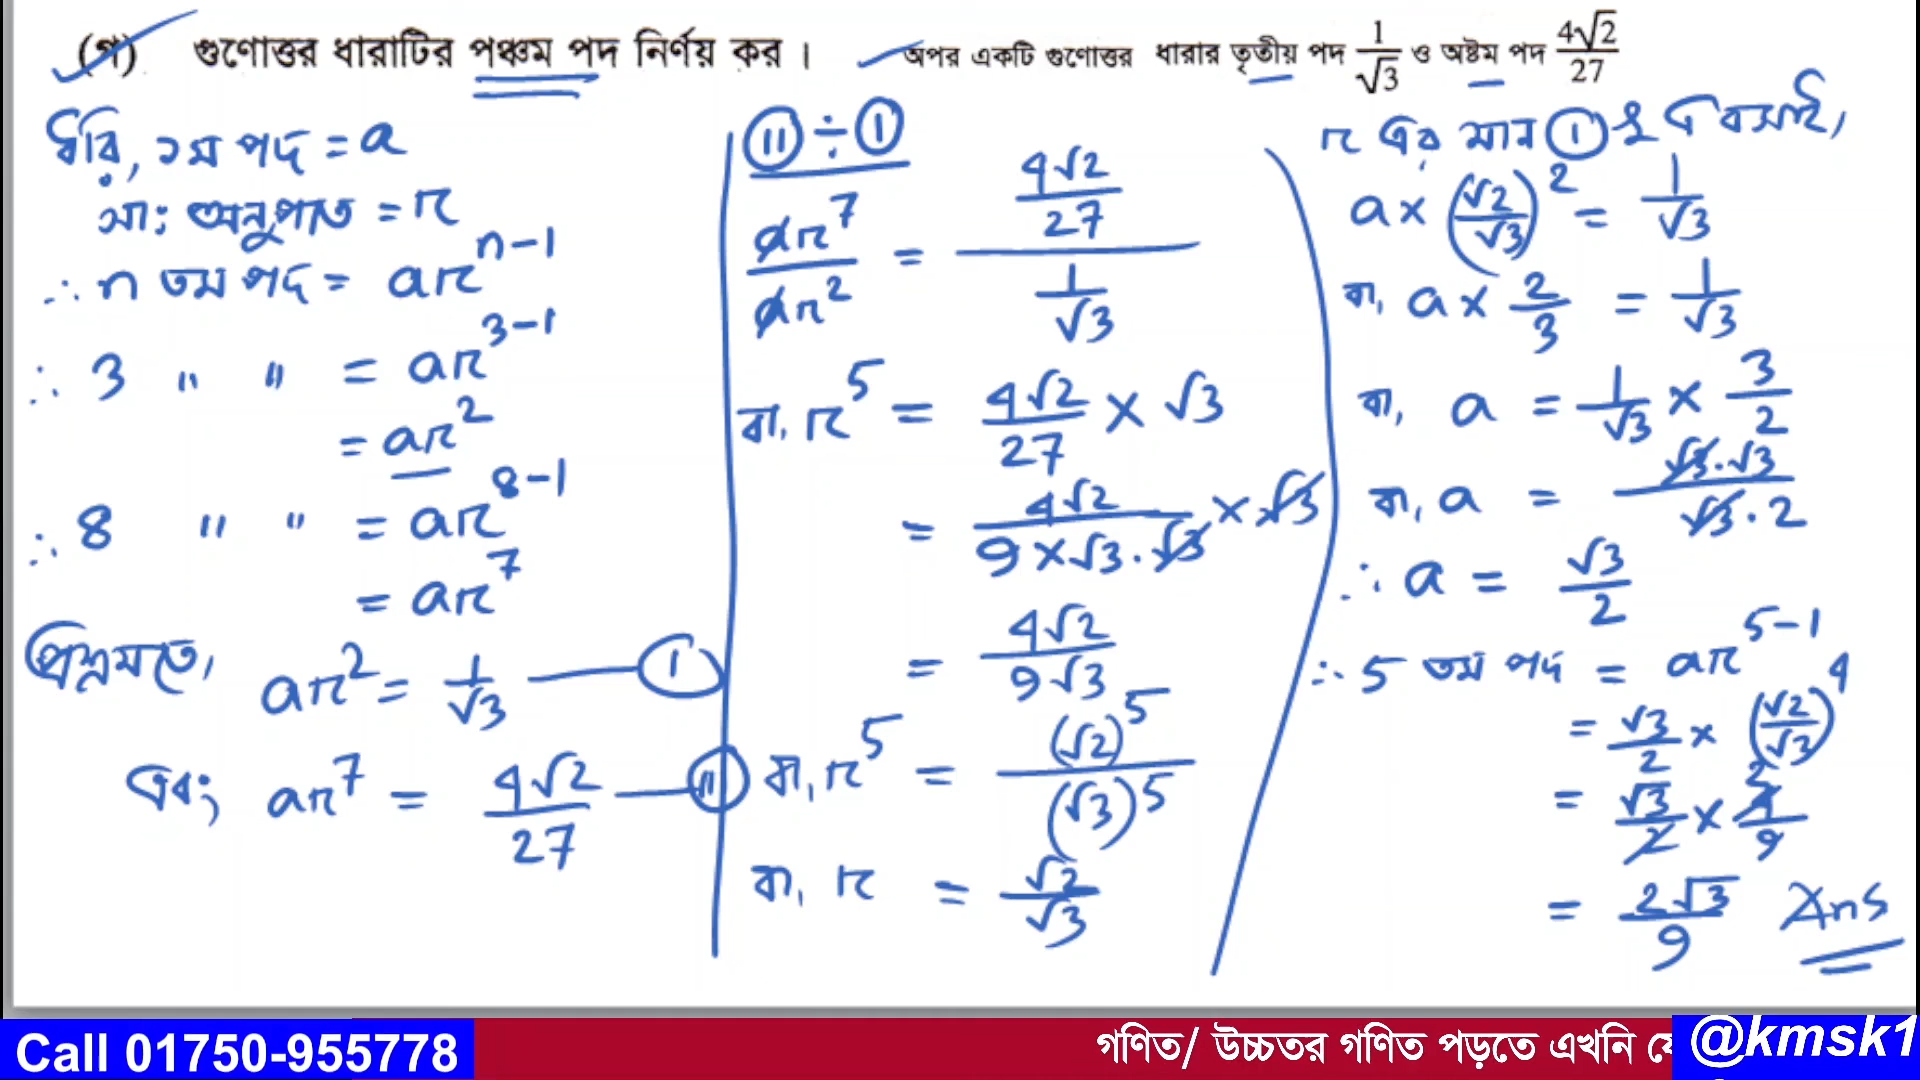 (গ) গুণোত্তর ধারাটির পঞ্চম পদ নির্ণয় কর । অপর একটি গুণোত্তর ধারার তৃতীয় পদ 1/√3 ও অষ্টম পদ 4√2/27
ধরি, ১ম পদ = a
সা: অনুপাত = r
∴ n তম পদ = ar^(n-1)
∴ 3 " " = ar^(3-1)
= ar^2
∴ 8 " " = ar^(8-1)
= ar^7
প্রশ্নমতে, ar^2 = 1/√3 — (I)
এবং, ar^7 = 4√2/27 — (II)
(II) ÷ (I)
ar^7/ar^2 = (4√2/27)/(1/√3)
বা, r^5 = 4√2/27 × √3
= 4√2/(9×√3·√3) × √3
= 4√2/(9√3)
বা, r^5 = (√2)^5/(√3)^5
বা, r = √2/√3
r এর মান (I) এ বসাই,
a × (√2/√3)^2 = 1/√3
বা, a × 2/3 = 1/√3
বা, a = 1/√3 × 3/2
বা, a = (√3·√3)/(√3·2)
∴ a = √3/2
∴ 5 তম পদ = ar^(5-1)
= √3/2 × (√2/√3)^4
= √3/2 × 4/9
= 2√3/9 Ans
Call 01750-955778
গণিত/ উচ্চতর গণিত পড়তে এখনি
@kmsk1